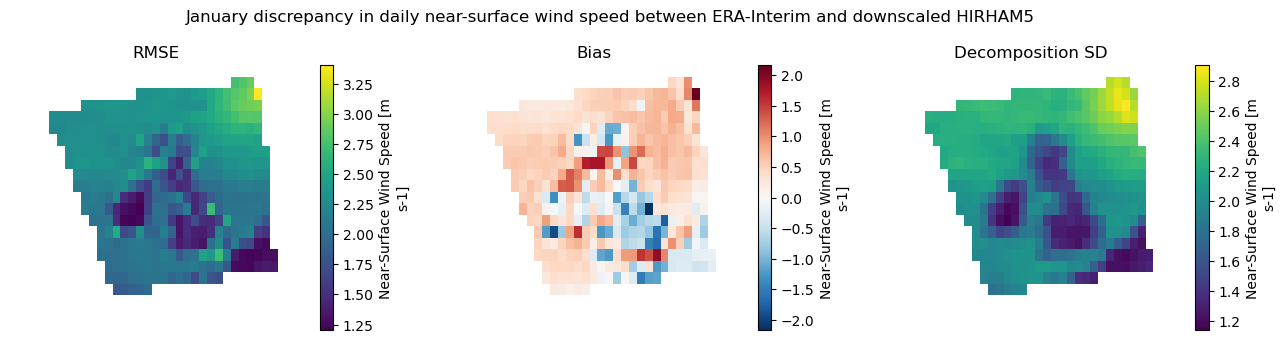 January discrepancy in daily near-surface wind speed between ERA-Interim and downscaled HIRHAM5
RMSE
3.25
3.00
2.75
2.50
2.25
2.00
1.75
1.50
1.25
Near-Surface Wind Speed [m
s-1]
Bias
2.0
1.5
1.0
0.5
0.0
−0.5
−1.0
−1.5
−2.0
Near-Surface Wind Speed [m
s-1]
Decomposition SD
2.8
2.6
2.4
2.2
2.0
1.8
1.6
1.4
1.2
Near-Surface Wind Speed [m
s-1]